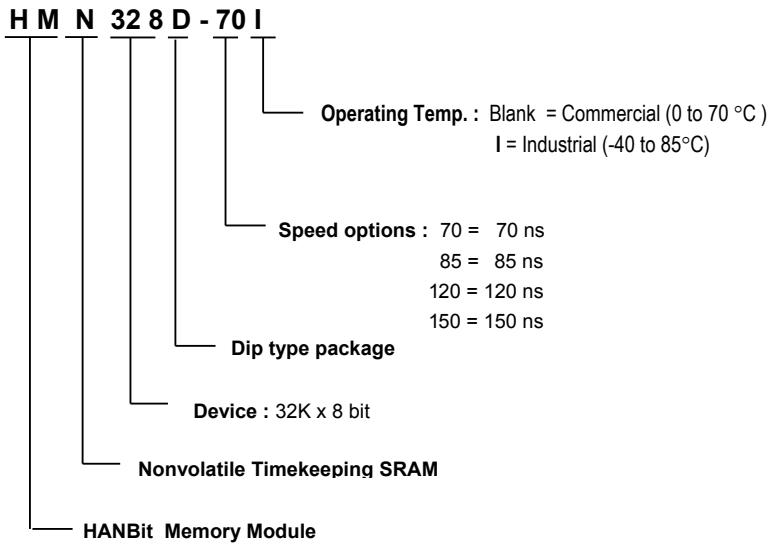 H M N 32 8 D - 70 I
Operating Temp. : Blank = Commercial (0 to 70 °C )
I = Industrial (-40 to 85°C)
Speed options : 70 = 70 ns
85 = 85 ns
120 = 120 ns
150 = 150 ns
Dip type package
Device : 32K x 8 bit
Nonvolatile Timekeeping SRAM
HANBit Memory Module